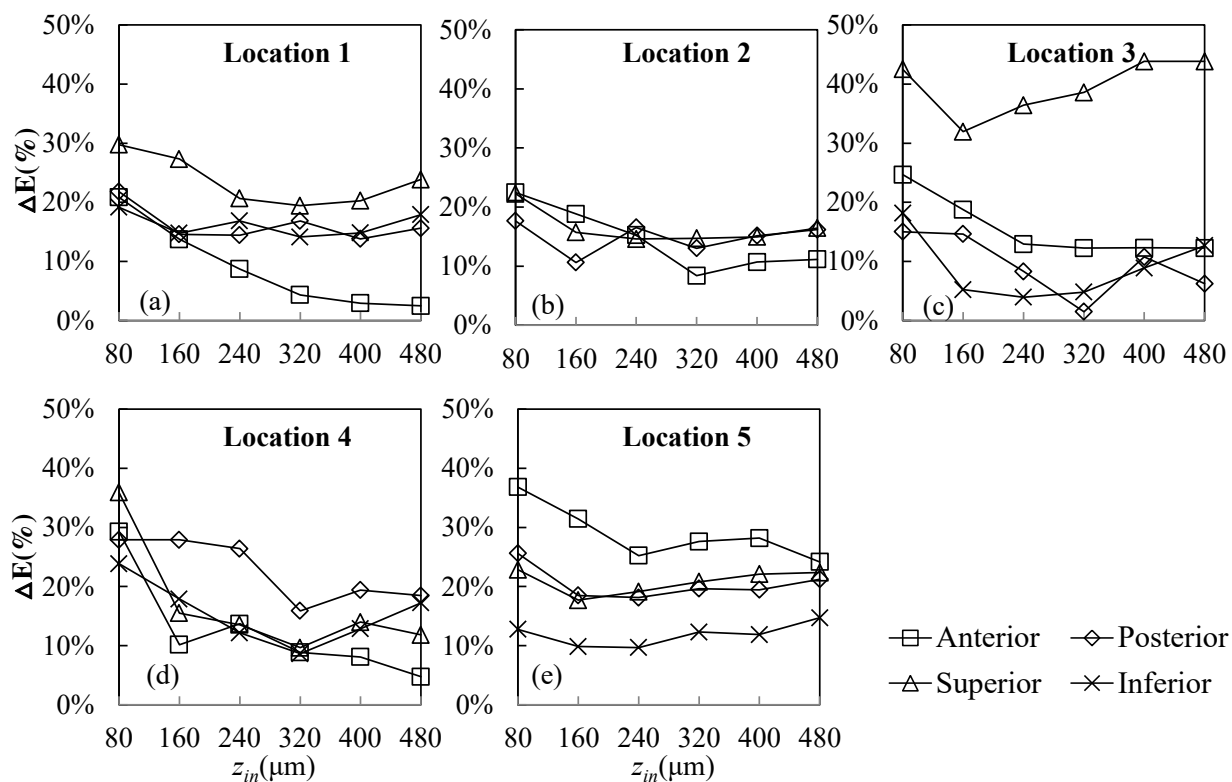 50%
40%
30%
20%
10%
0%
ΔE(%)
Location 1
(a)
80 160 240 320 400 480
50%
40%
30%
20%
10%
0%
Location 2
(b)
80 160 240 320 400 480
50%
40%
30%
20%
10%
0%
Location 3
(c)
80 160 240 320 400 480
50%
40%
30%
20%
10%
0%
ΔE(%)
Location 4
(d)
80 160 240 320 400 480
z_in(μm)
50%
40%
30%
20%
10%
0%
Location 5
(e)
80 160 240 320 400 480
z_in(μm)
Anterior Posterior
Superior Inferior